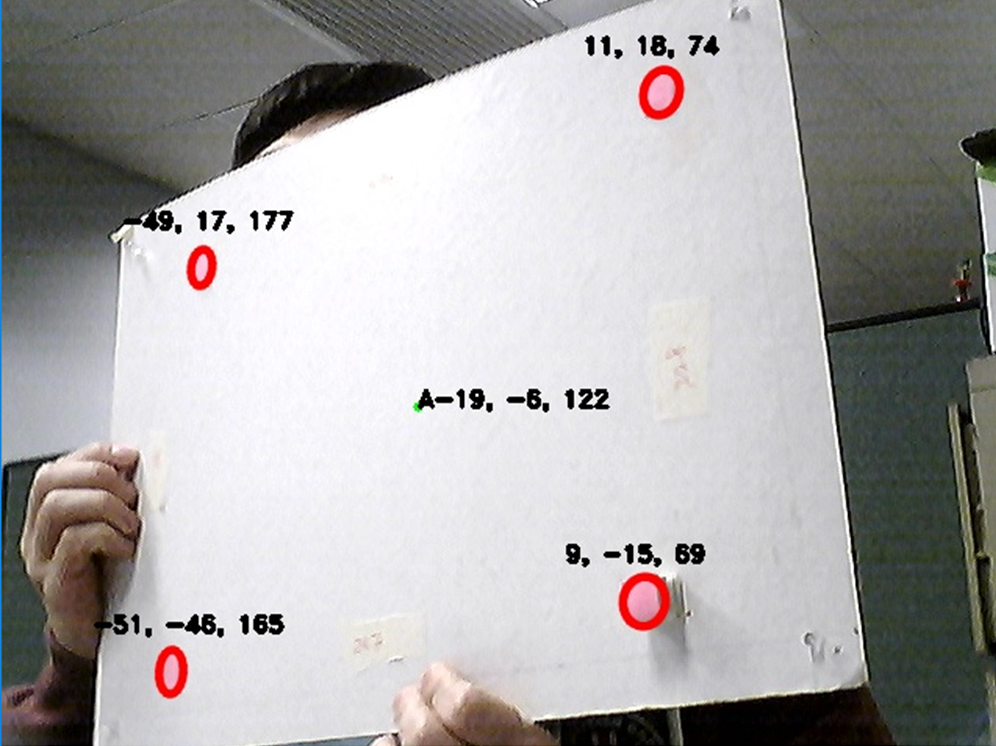 11, 18, 74
-49, 17, 177
A-19, -6, 122
9, -15, 69
-51, -46, 165